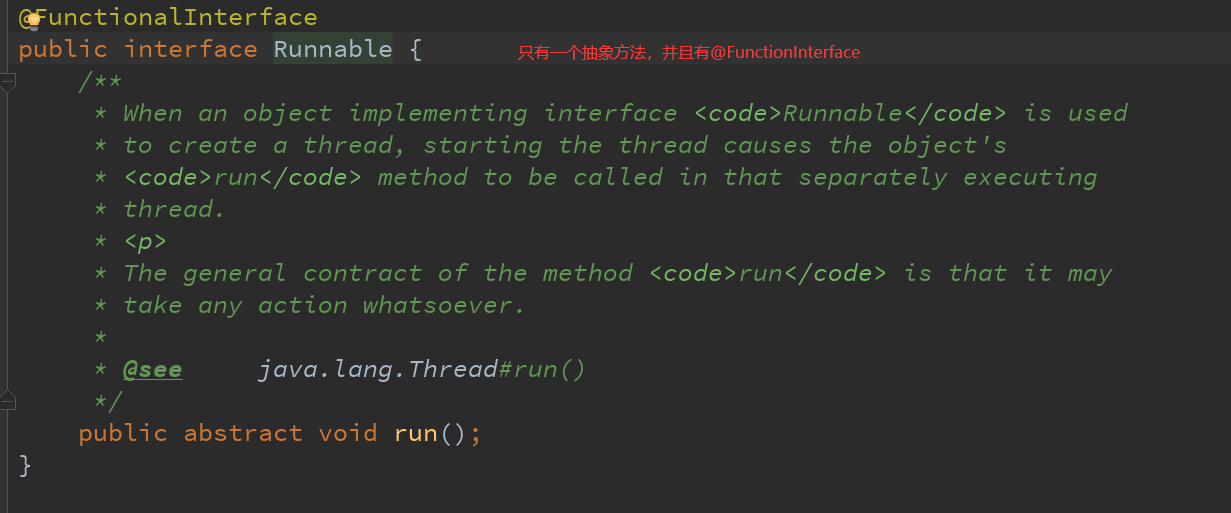 @FunctionalInterface
public interface Runnable { 只有一个抽象方法，并且有@FunctionInterface
/**
* When an object implementing interface <code>Runnable</code> is used
* to create a thread, starting the thread causes the object's
* <code>run</code> method to be called in that separately executing
* thread.
* <p>
* The general contract of the method <code>run</code> is that it may
* take any action whatsoever.
*
* @see java.lang.Thread#run()
*/
public abstract void run();
}